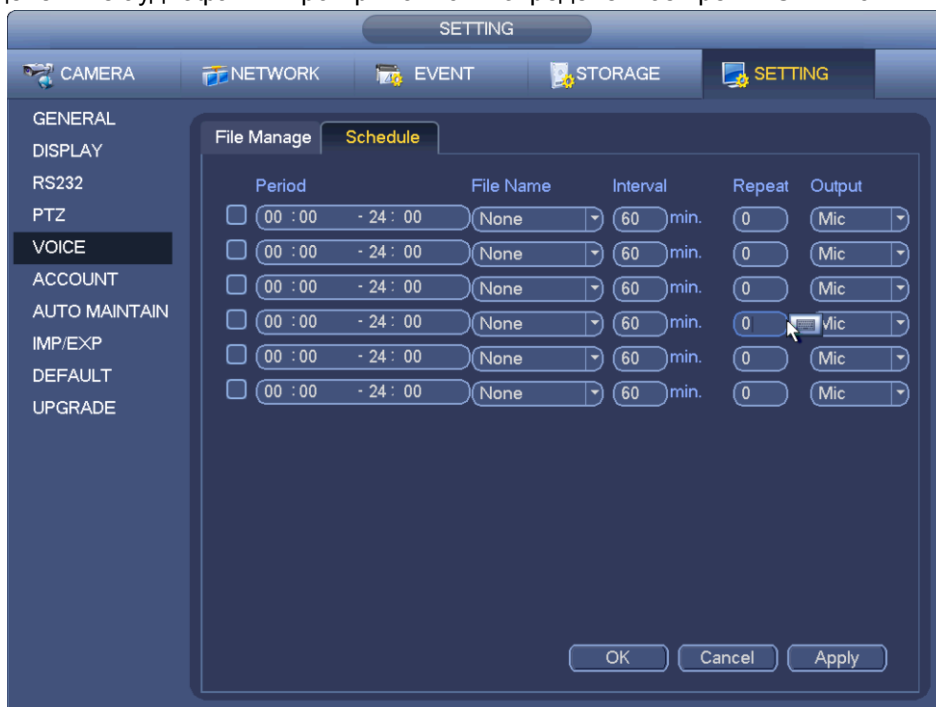 SETTING
CAMERA NETWORK EVENT STORAGE SETTING
GENERAL
DISPLAY
RS232
PTZ
VOICE
ACCOUNT
AUTO MAINTAIN
IMP/EXP
DEFAULT
UPGRADE
File Manage Schedule
Period File Name Interval Repeat Output
00 : 00 - 24 : 00 None 60 min. 0 Mic
00 : 00 - 24 : 00 None 60 min. 0 Mic
00 : 00 - 24 : 00 None 60 min. 0 Mic
00 : 00 - 24 : 00 None 60 min. 0 Mic
00 : 00 - 24 : 00 None 60 min. 0 Mic
00 : 00 - 24 : 00 None 60 min. 0 Mic
OK Cancel Apply